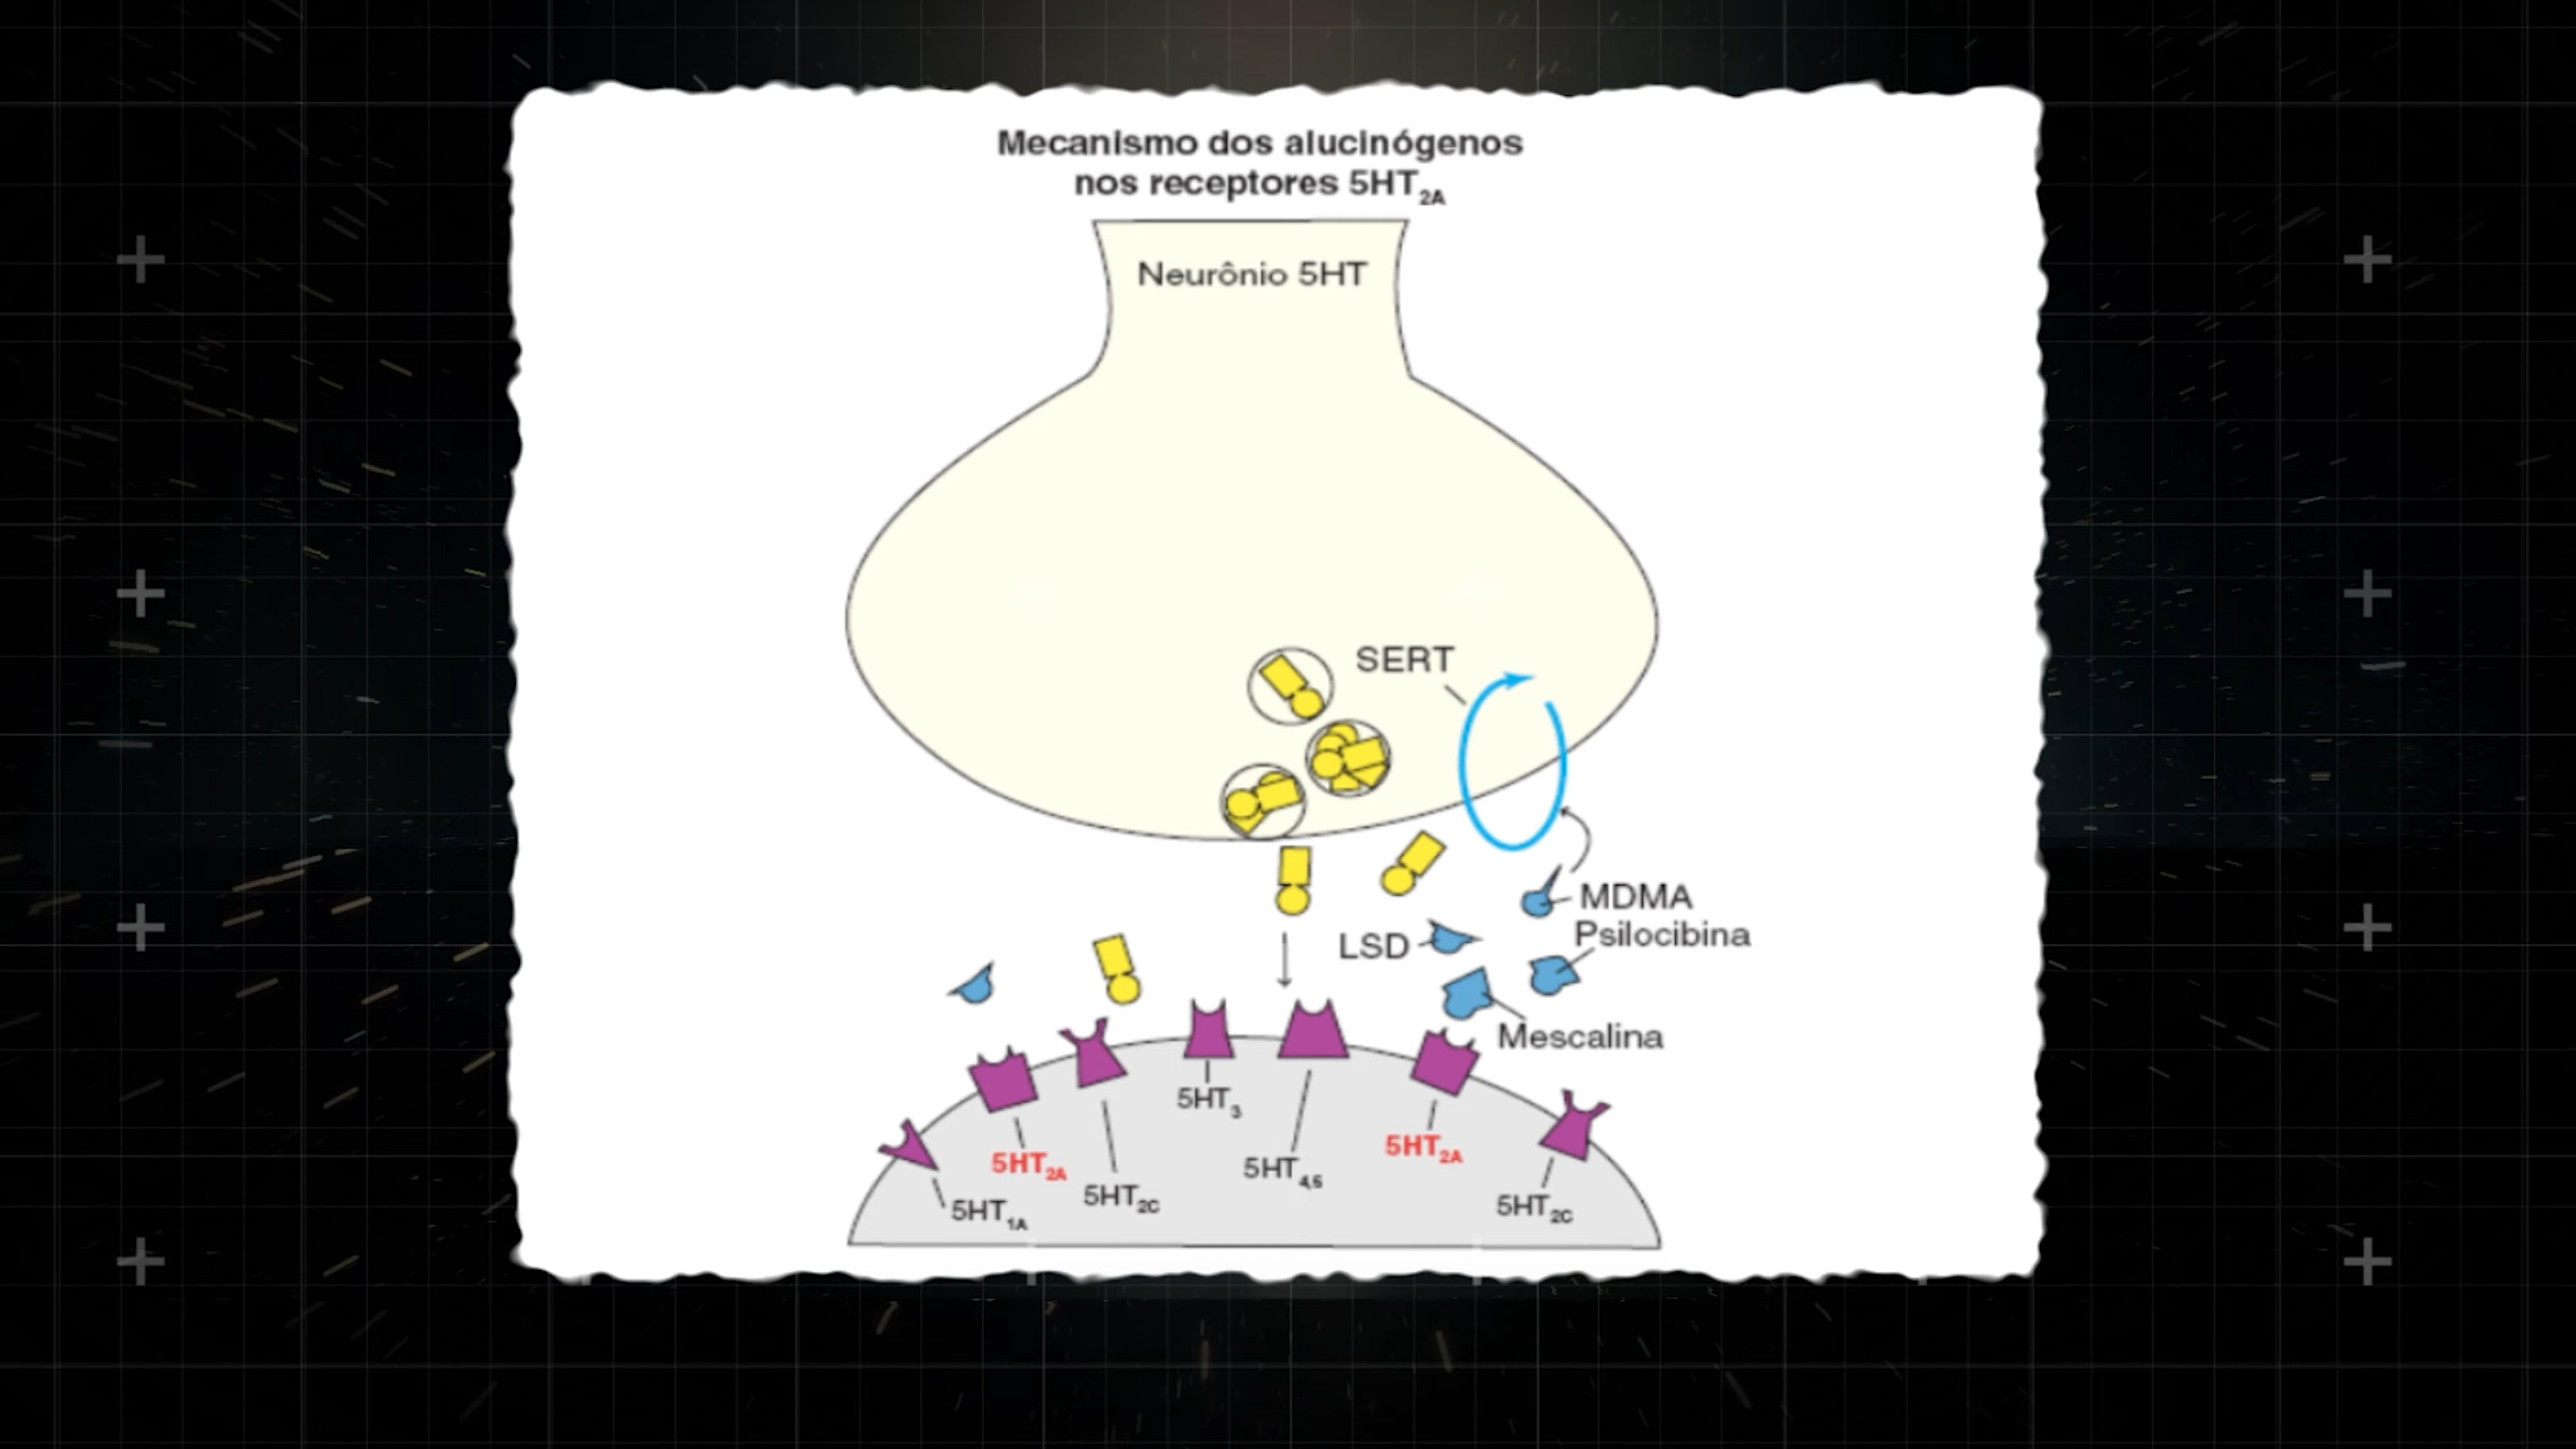 Mecanismo dos alucinógenos
nos receptores 5HT2A
Neurônio 5HT
SERT
MDMA
Psilocibina
LSD
Mescalina
5HT3
5HT2A
5HT2A
5HT4,5
5HT2C
5HT2C
5HT1A